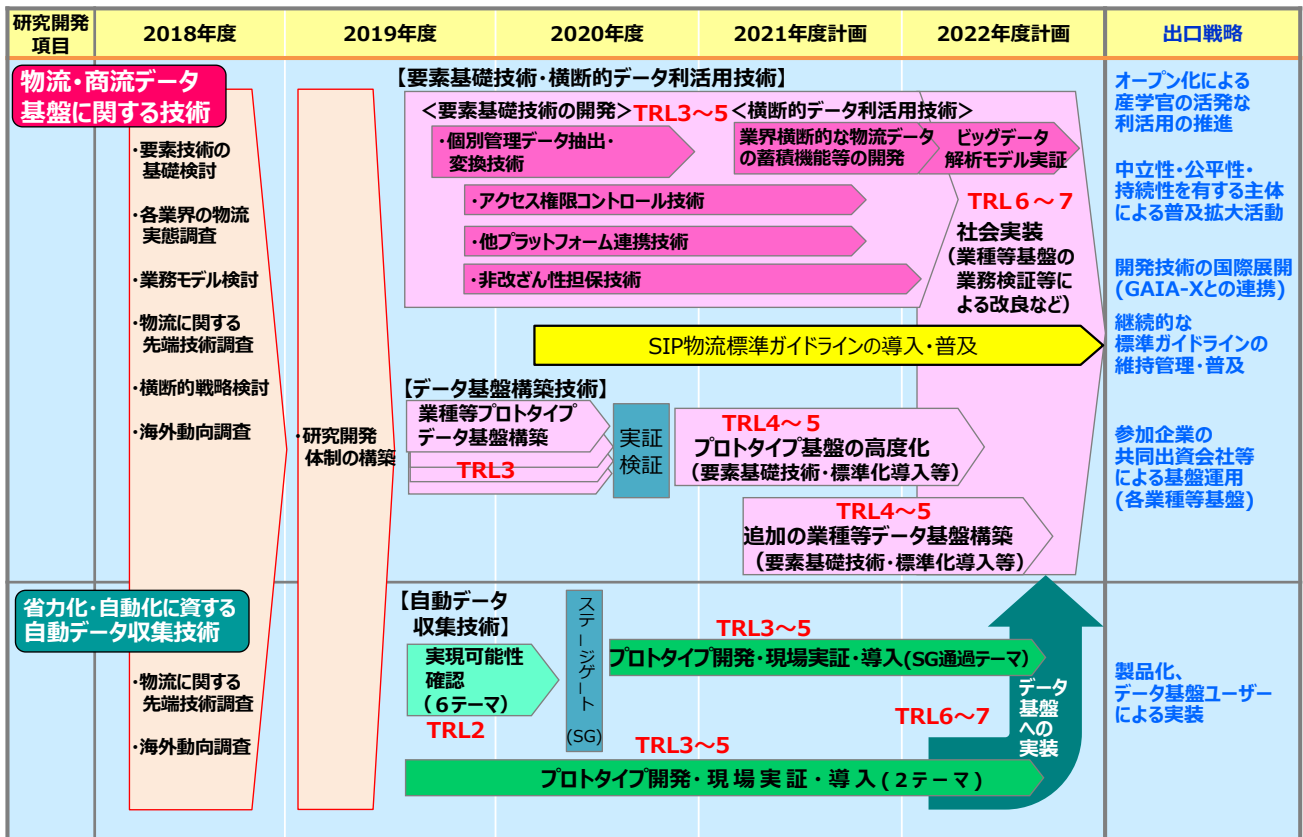 研究開発
項目
2018年度
2019年度
2020年度
2021年度計画
2022年度計画
出口戦略
物流・商流データ
基盤に関する技術
・要素技術の
基礎検討
・各業界の物流
実態調査
・業務モデル検討
・物流に関する
先端技術調査
・横断的戦略検討
・海外動向調査
・研究開発
体制の構築
【要素基礎技術・横断的データ利活用技術】
＜要素基礎技術の開発＞
TRL3～5
＜横断的データ利活用技術＞
・個別管理データ抽出・
変換技術
業界横断的な物流データ
の蓄積機能等の開発
ビッグデータ
解析モデル実証
・アクセス権限コントロール技術
・他プラットフォーム連携技術
・非改ざん性担保技術
TRL６～７
社会実装
（業種等基盤の
業務検証等に
よる改良など）
SIP物流標準ガイドラインの導入・普及
【データ基盤構築技術】
業種等プロトタイプ
データ基盤構築
TRL3
実証
検証
TRL4～5
プロトタイプ基盤の高度化
（要素基礎技術・標準化導入等）
TRL4～5
追加の業種等データ基盤構築
（要素基礎技術・標準化導入等）
オープン化による
産学官の活発な
利活用の推進
中立性・公平性・
持続性を有する主体
による普及拡大活動
開発技術の国際展開
(GAIA-Xとの連携)
継続的な
標準ガイドラインの
維持管理・普及
参加企業の
共同出資会社等
による基盤運用
(各業種等基盤)
省力化・自動化に資する
自動データ収集技術
・物流に関する
先端技術調査
・海外動向調査
【自動データ
収集技術】
実現可能性
確認
（６テーマ）
TRL2
ステージゲート
(SG)
TRL3～5
プロトタイプ開発・現場実証・導入(SG通過テーマ)
TRL3～5
プロトタイプ開発・現場実証・導入(２テーマ)
TRL6～7
データ
基盤
への
実装
製品化、
データ基盤ユーザー
による実装